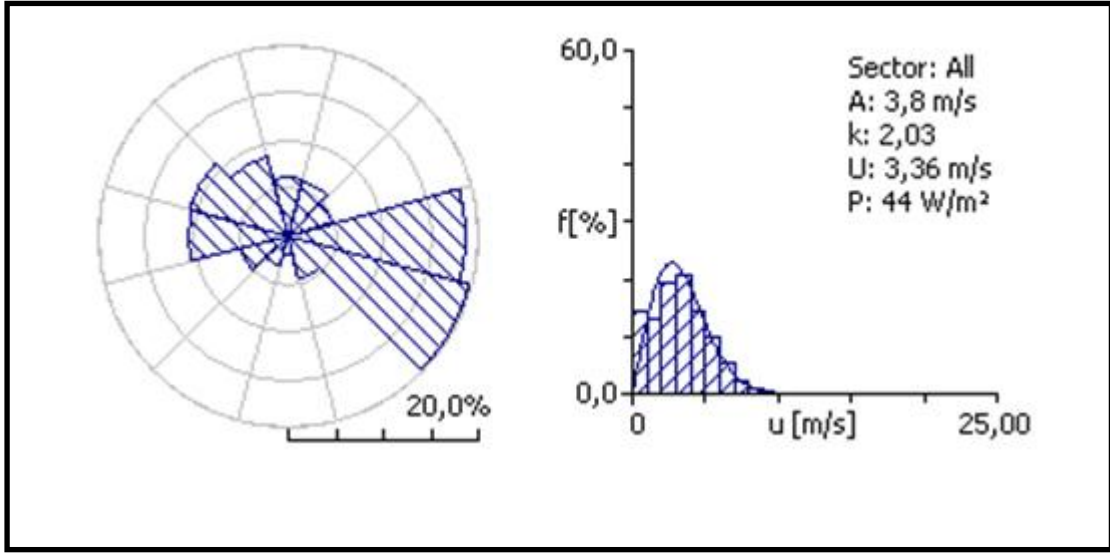 20,0%
60,0
f[%]
0,0
0
u [m/s]
25,00
Sector: All
A: 3,8 m/s
k: 2,03
U: 3,36 m/s
P: 44 W/m²